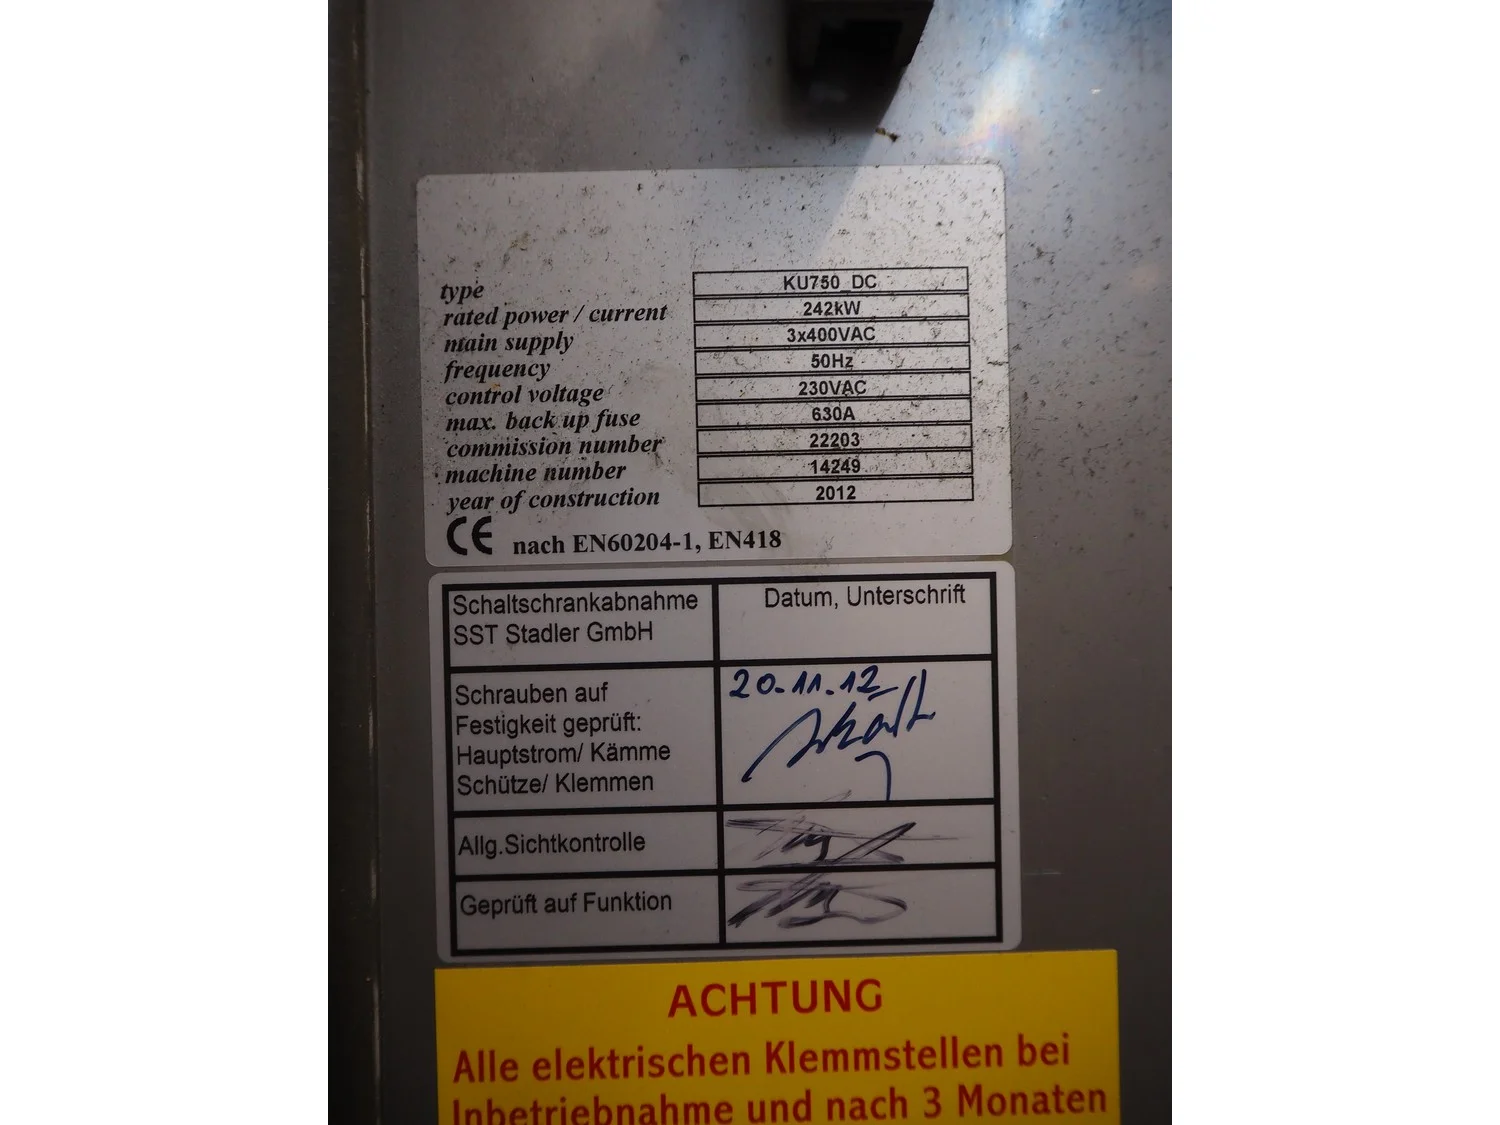 type KU750_DC
rated power / current 242kW
main supply 3x400VAC
frequency 50Hz
control voltage 230VAC
max. back up fuse 630A
commission number 22203
machine number 14249
year of construction 2012
CE nach EN60204-1, EN418
Schaltschrankabnahme
SST Stadler GmbH
Datum, Unterschrift
Schrauben auf
Festigkeit geprüft:
Hauptstrom/ Kämme
Schütze/ Klemmen
20.11.12
Allg.Sichtkontrolle
Geprüft auf Funktion
ACHTUNG
Alle elektrischen Klemmstellen bei
Inbetriebnahme und nach 3 Monaten